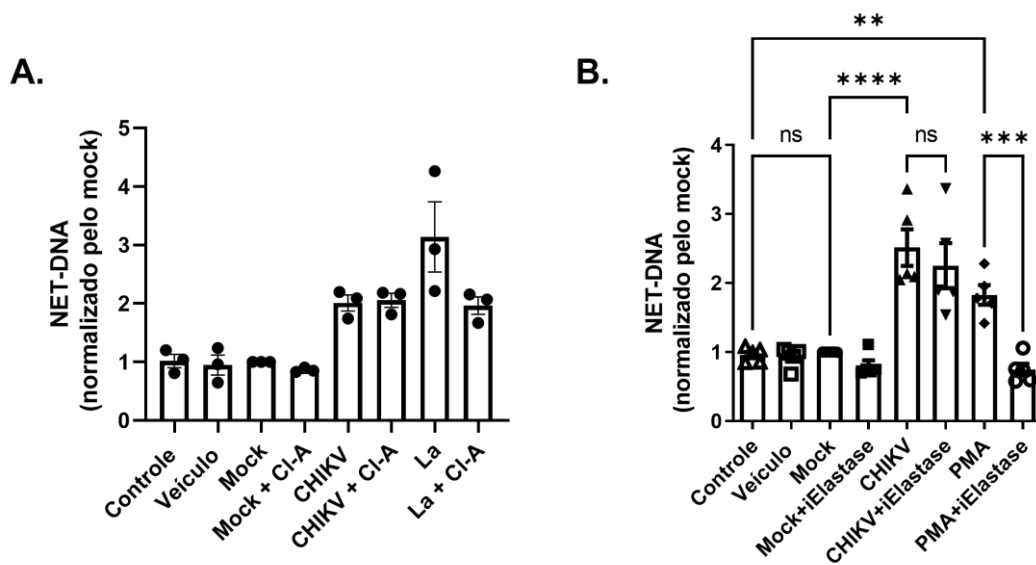 A.
NET-DNA
(normalizado pelo mock)
5
4
3
2
1
0
Controle
Veículo
Mock
Mock + Cl-A
CHIKV
CHIKV + Cl-A
La
La + Cl-A
B.
**
****
ns
ns
***
NET-DNA
(normalizado pelo mock)
4
3
2
1
0
Controle
Veículo
Mock
Mock+iElastase
CHIKV
CHIKV+iElastase
PMA
PMA+iElastase